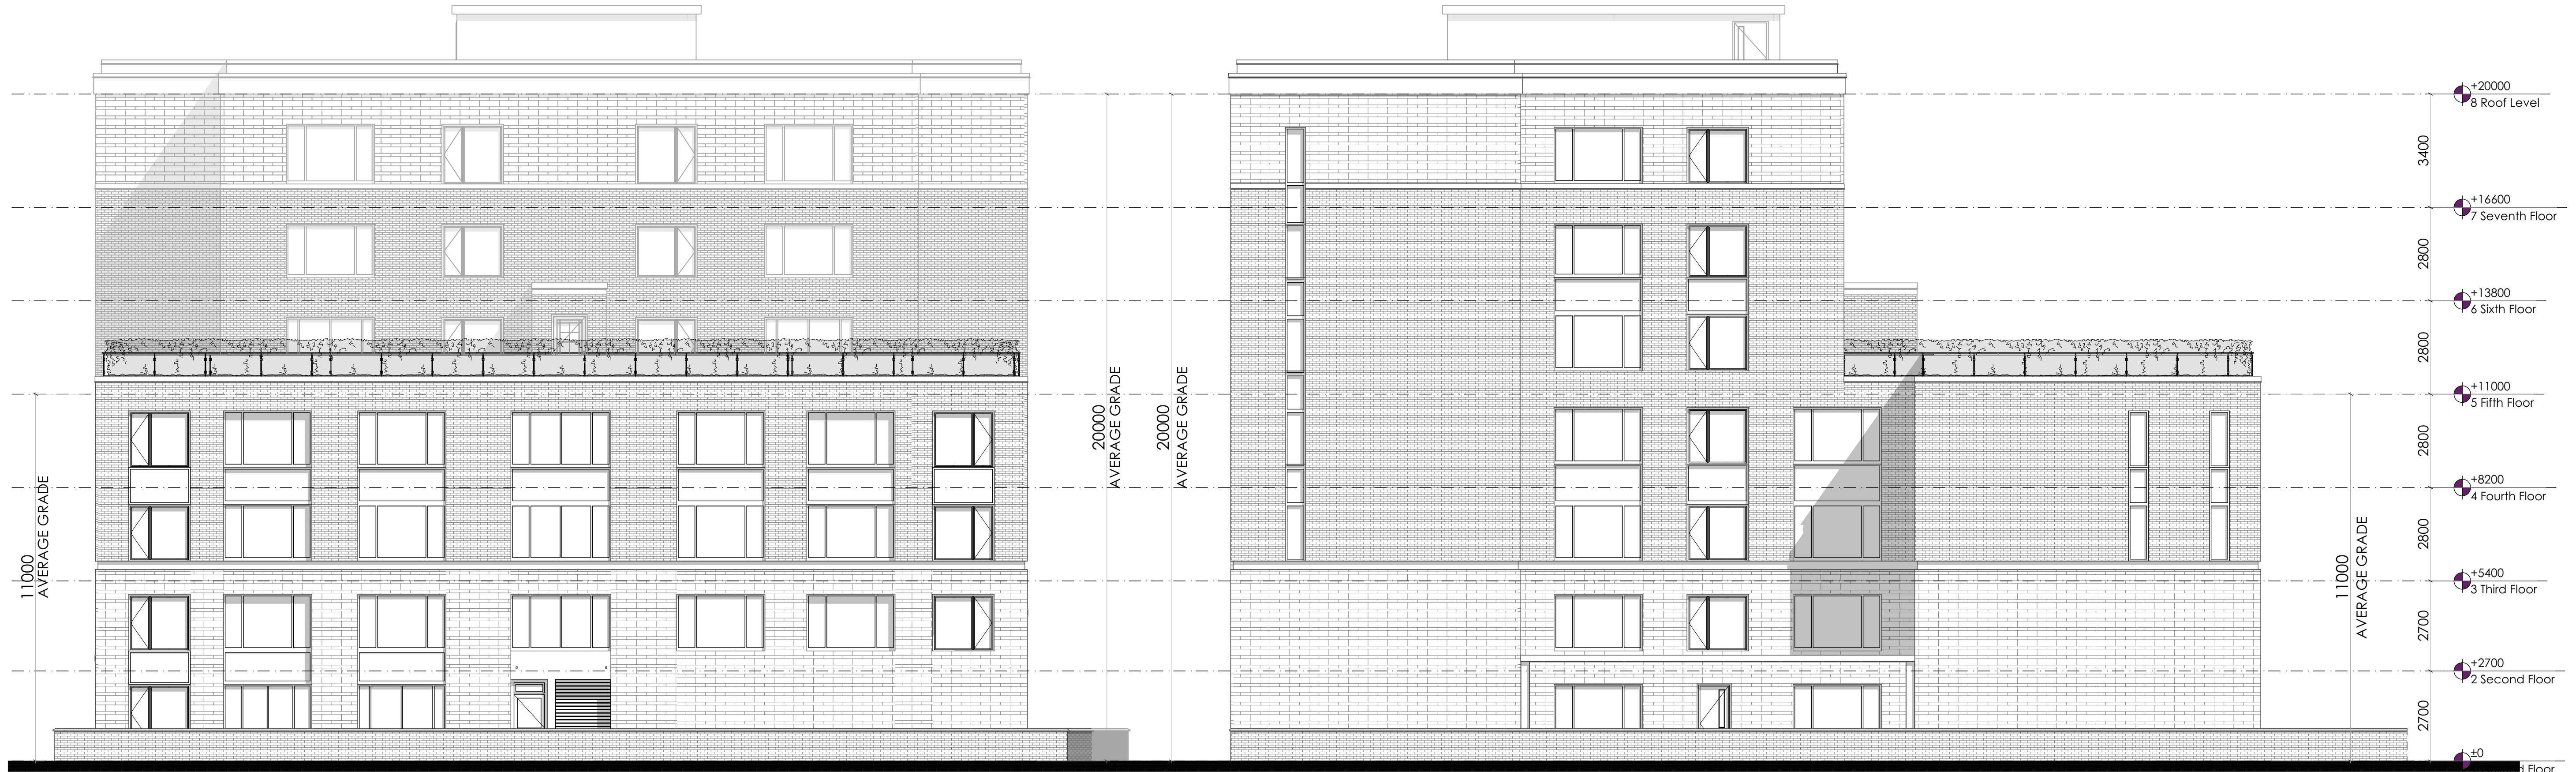 11000
AVERAGE GRADE
20000
AVERAGE GRADE
20000
AVERAGE GRADE
11000
AVERAGE GRADE
+20000
8 Roof Level
3400
+16600
7 Seventh Floor
2800
+13800
6 Sixth Floor
2800
+11000
5 Fifth Floor
2800
+8200
4 Fourth Floor
2800
+5400
3 Third Floor
2700
+2700
2 Second Floor
2700
±0
Floor